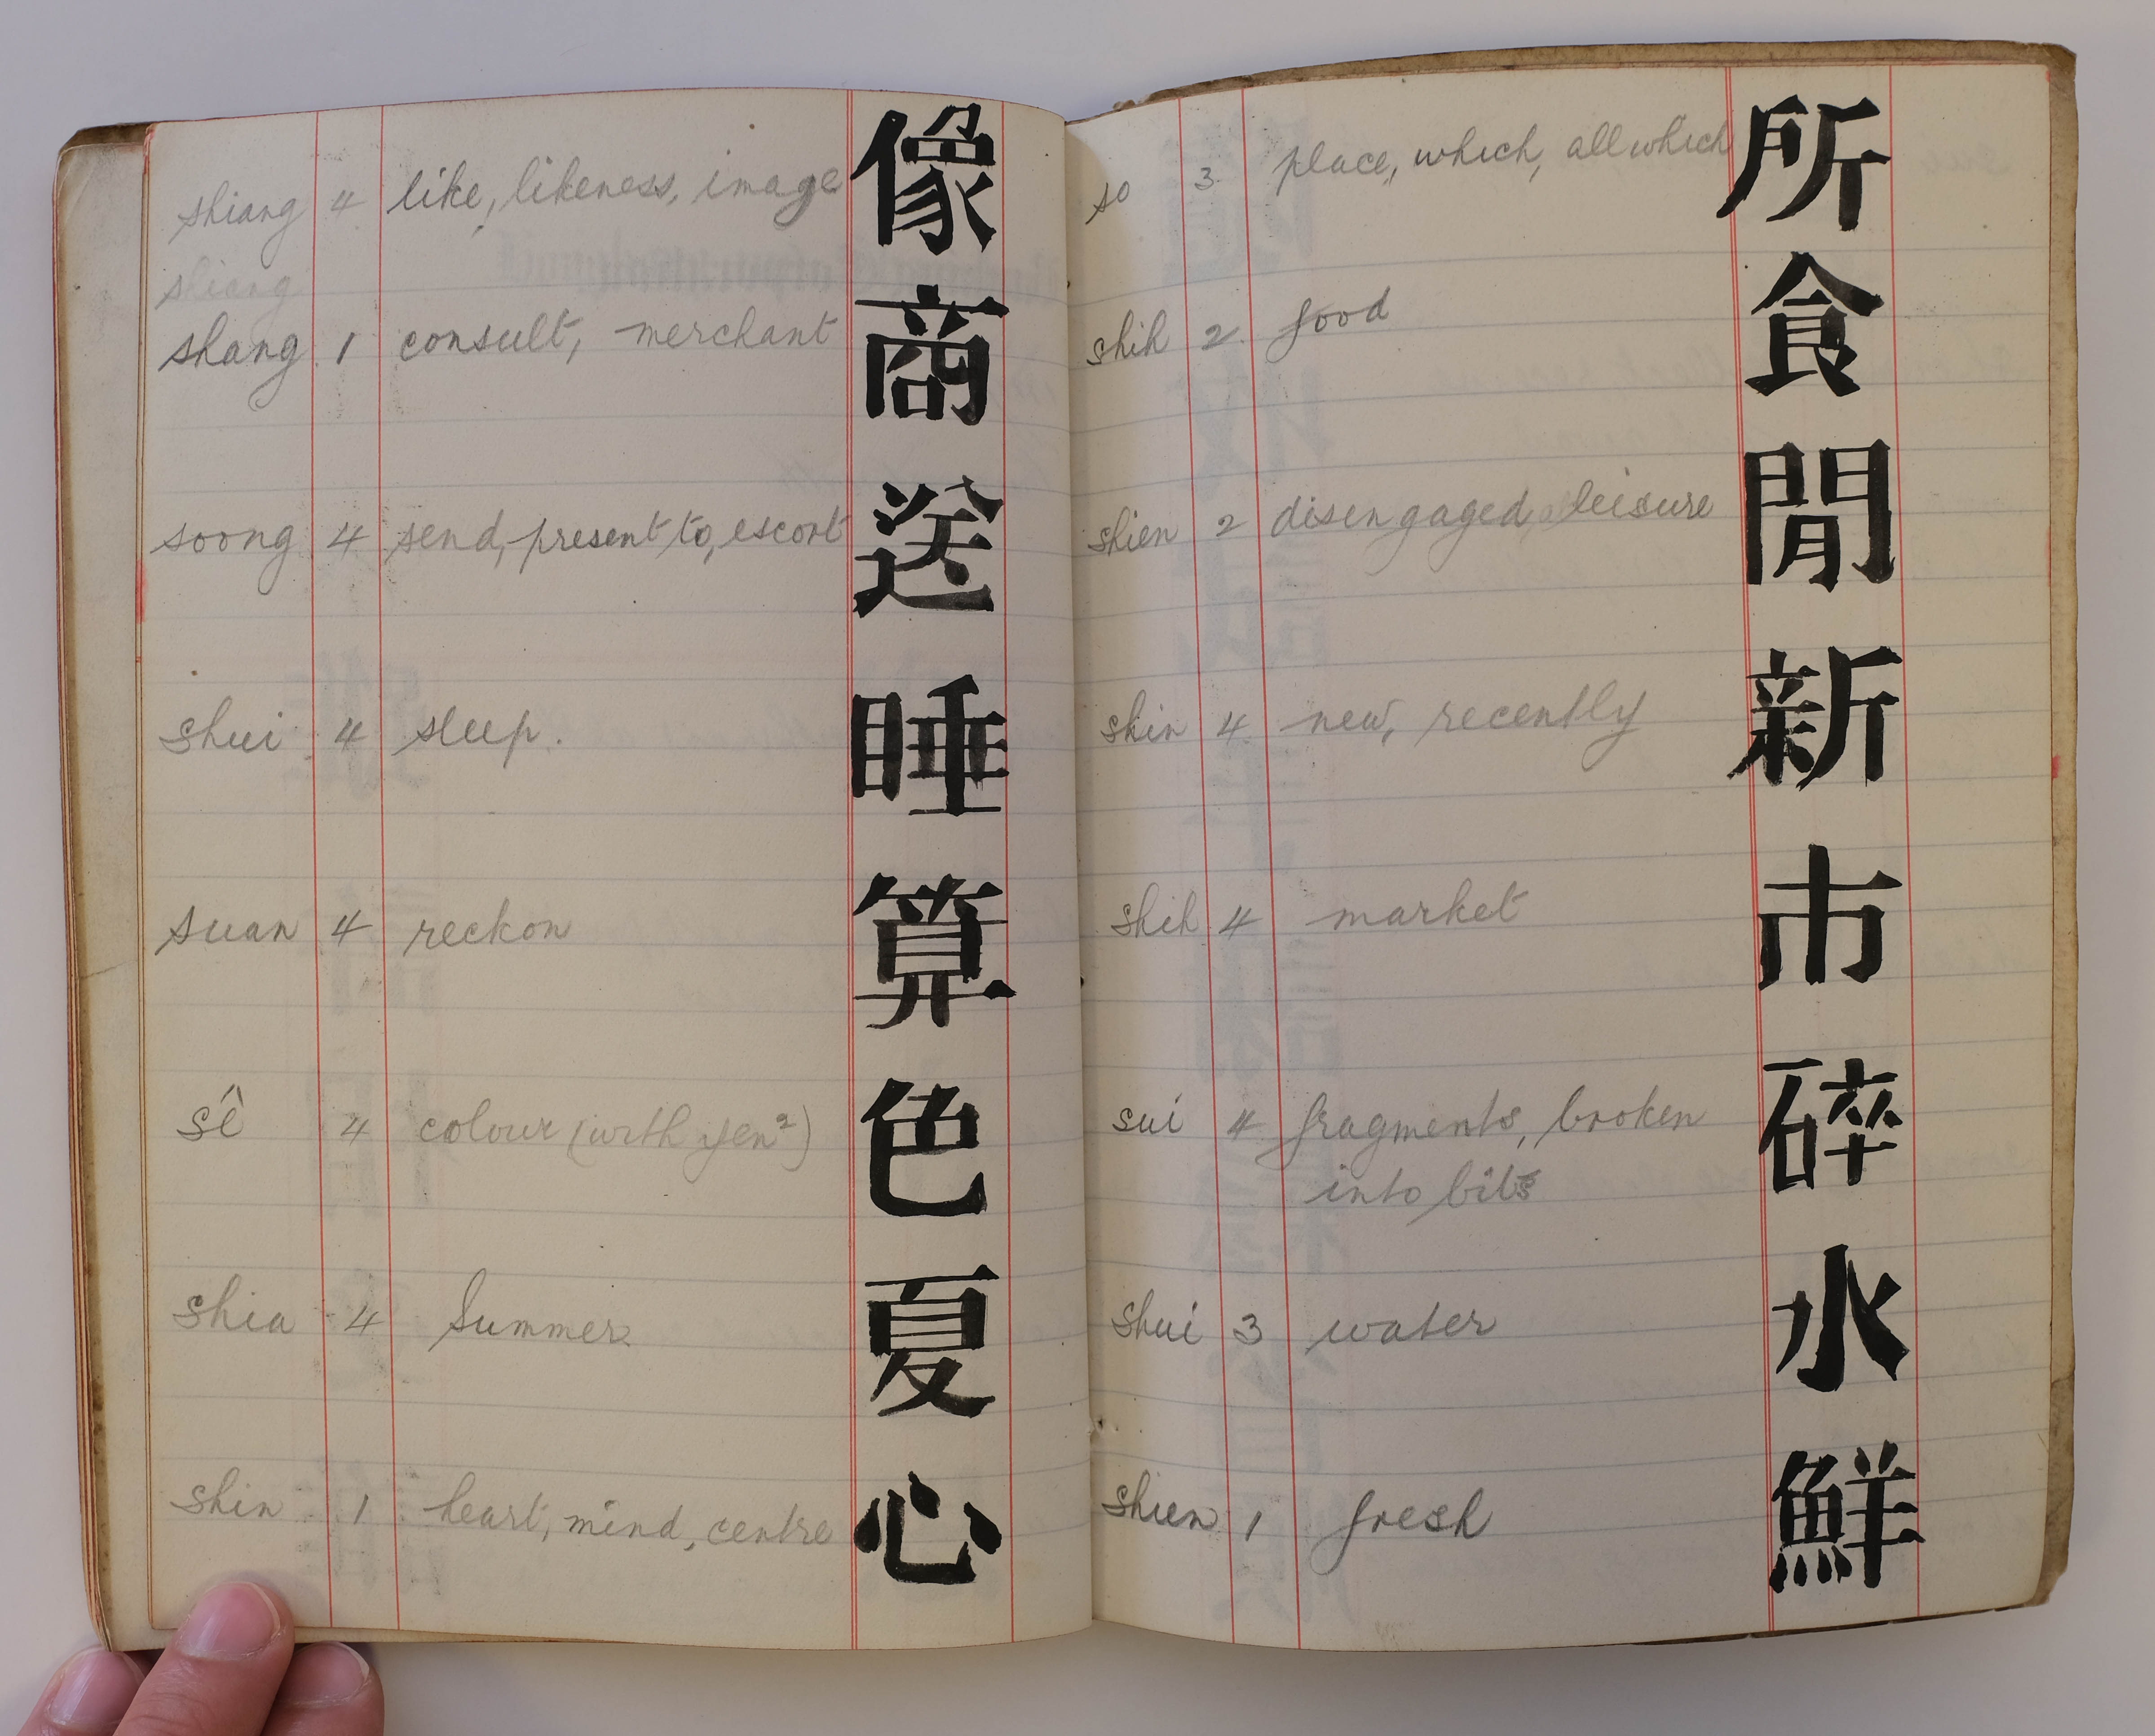 shiang 4 like, likeness, image 像
shiang
shang 1 consult, merchant 商
soong 4 send, present to, escort 送
shui 4 sleep. 睡
suan 4 reckon 算
sê 4 colour (with yen²) 色
shia 4 Summer 夏
shin 1 heart, mind, centre 心
so 3 place, which, all which 所
shih 2 food 食
shien 2 disengaged, leisure 閒
shin 4 new, recently 新
shih 4 market 市
sui 4 fragments, broken 碎
into bits
shui 3 water 水
shien 1 fresh 鮮